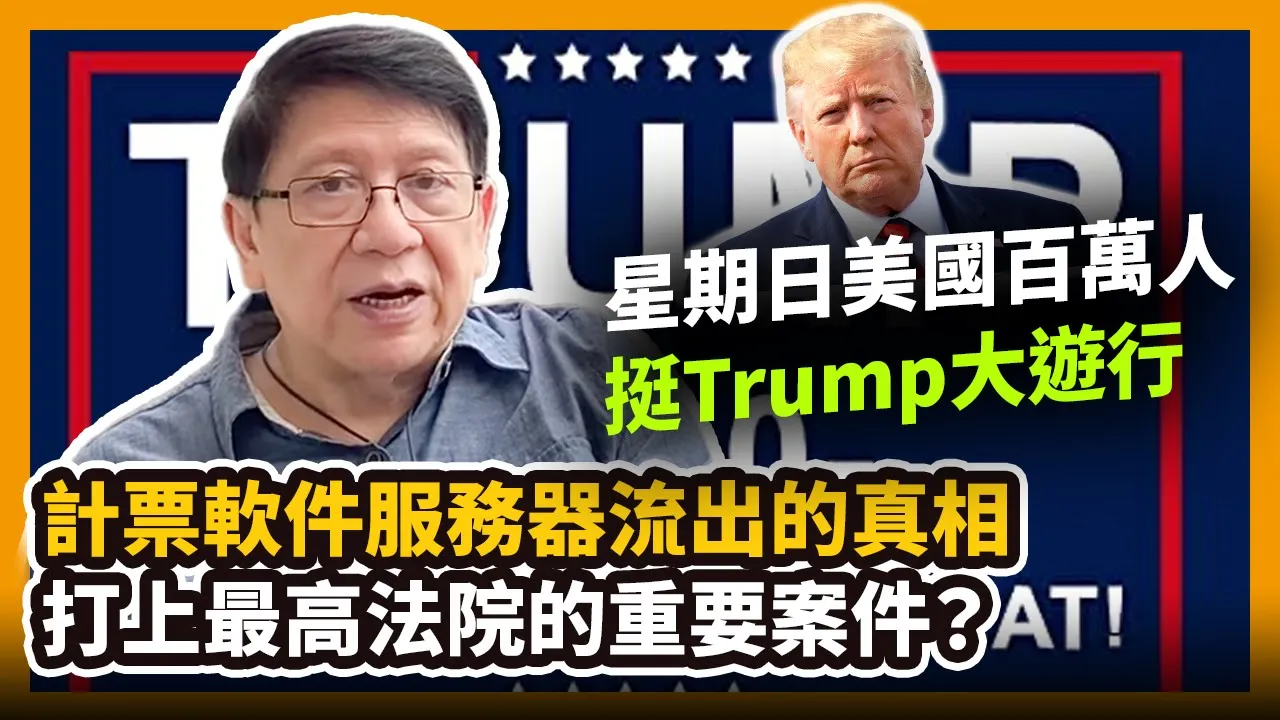 TRUMP
星期日美國百萬人
挺Trump大遊行
計票軟件服務器流出的真相
打上最高法院的重要案件?
AT!